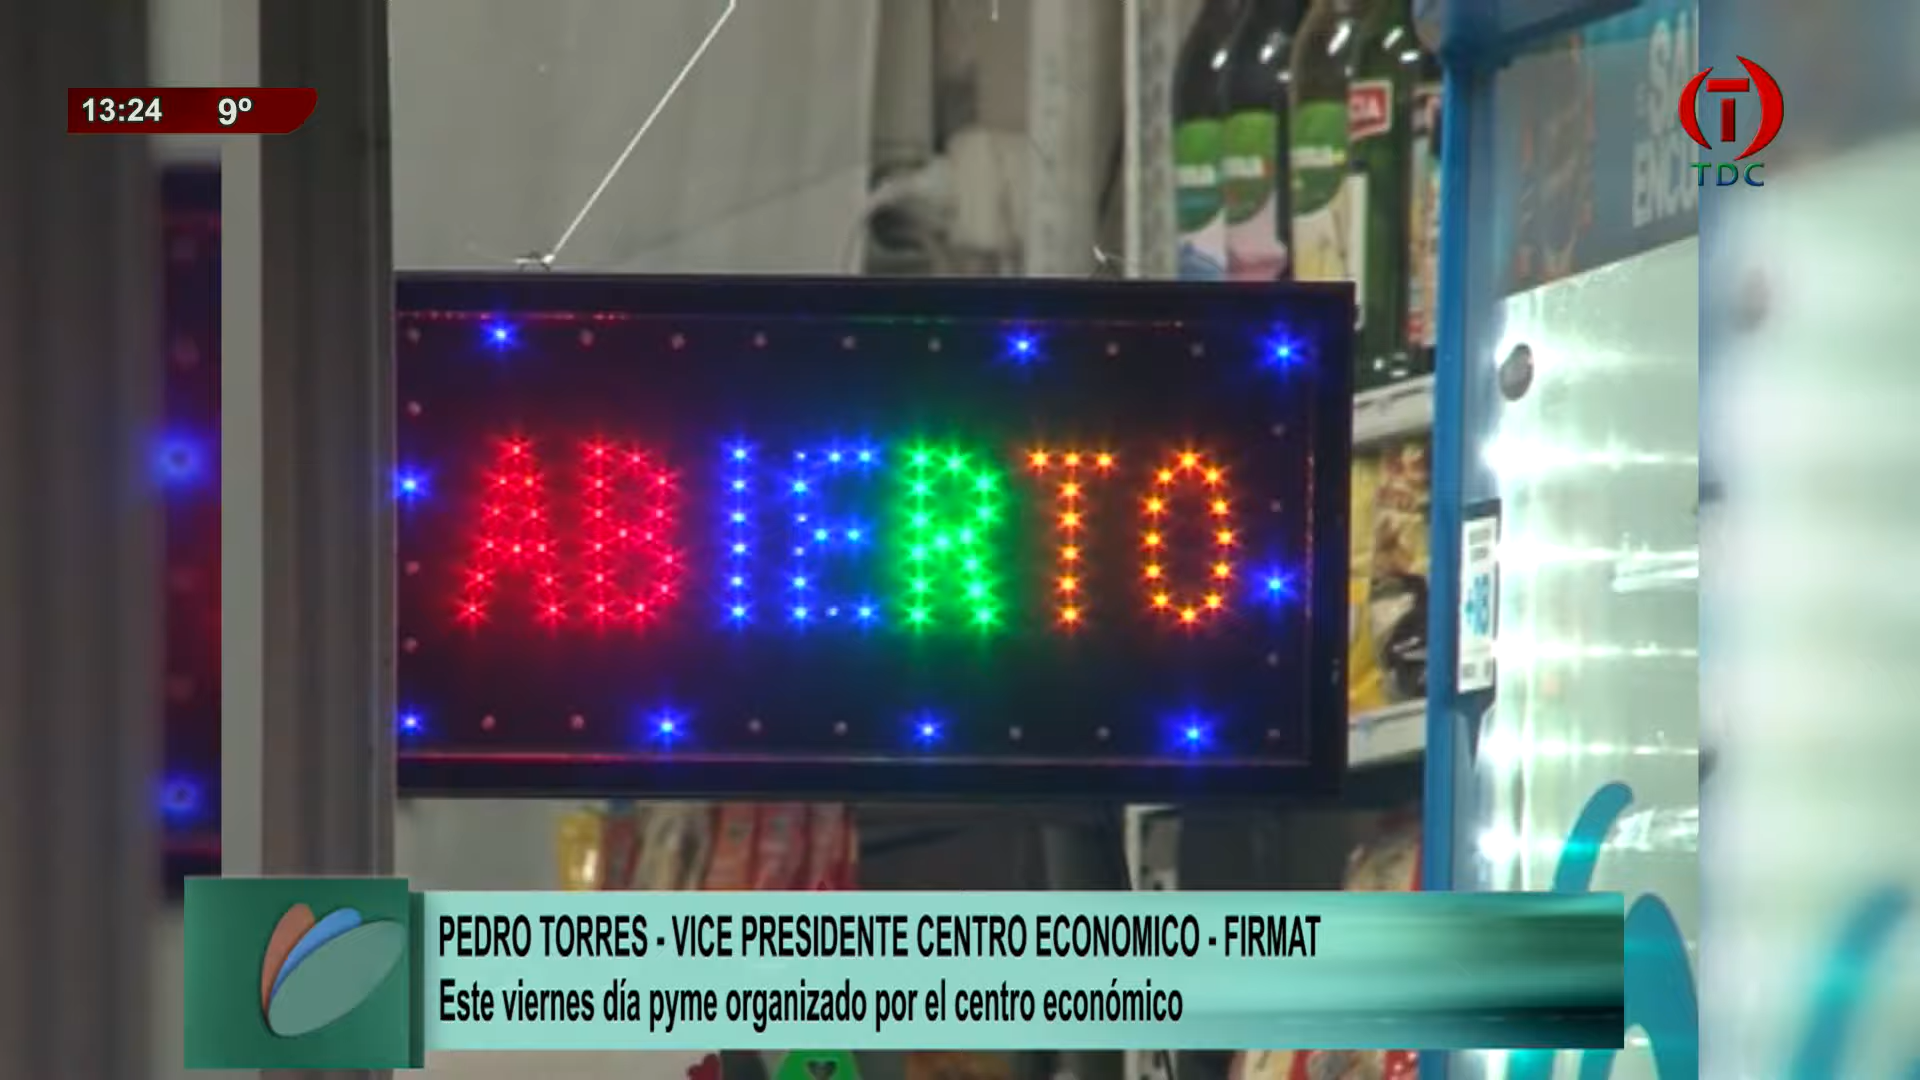 13:24 9º
TDC
ABIERTO
PEDRO TORRES - VICE PRESIDENTE CENTRO ECONOMICO - FIRMAT
Este viernes día pyme organizado por el centro económico